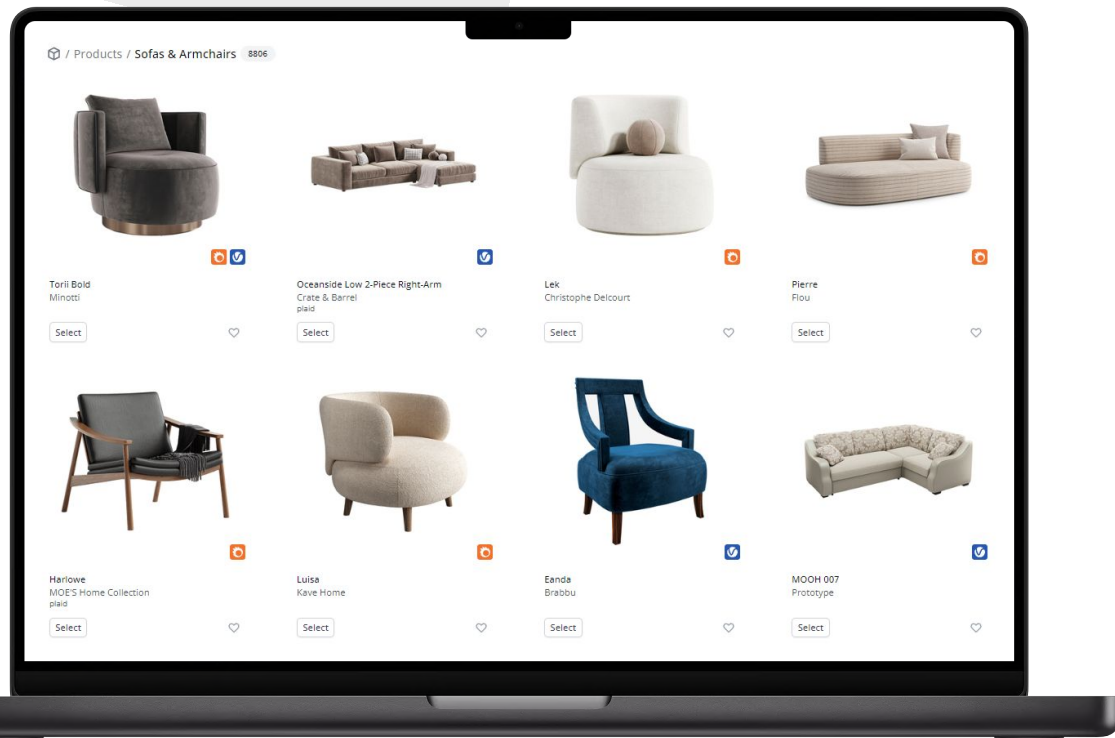 / Products / Sofas & Armchairs 8806
Torii Bold
Minotti
Select
Oceanside Low 2-Piece Right-Arm
Crate & Barrel
plaid
Select
Lek
Christophe Delcourt
Select
Pierre
Flou
Select
Harlowe
MOE'S Home Collection
plaid
Select
Luisa
Kave Home
Select
Eanda
Brabbu
Select
MOOH 007
Prototype
Select